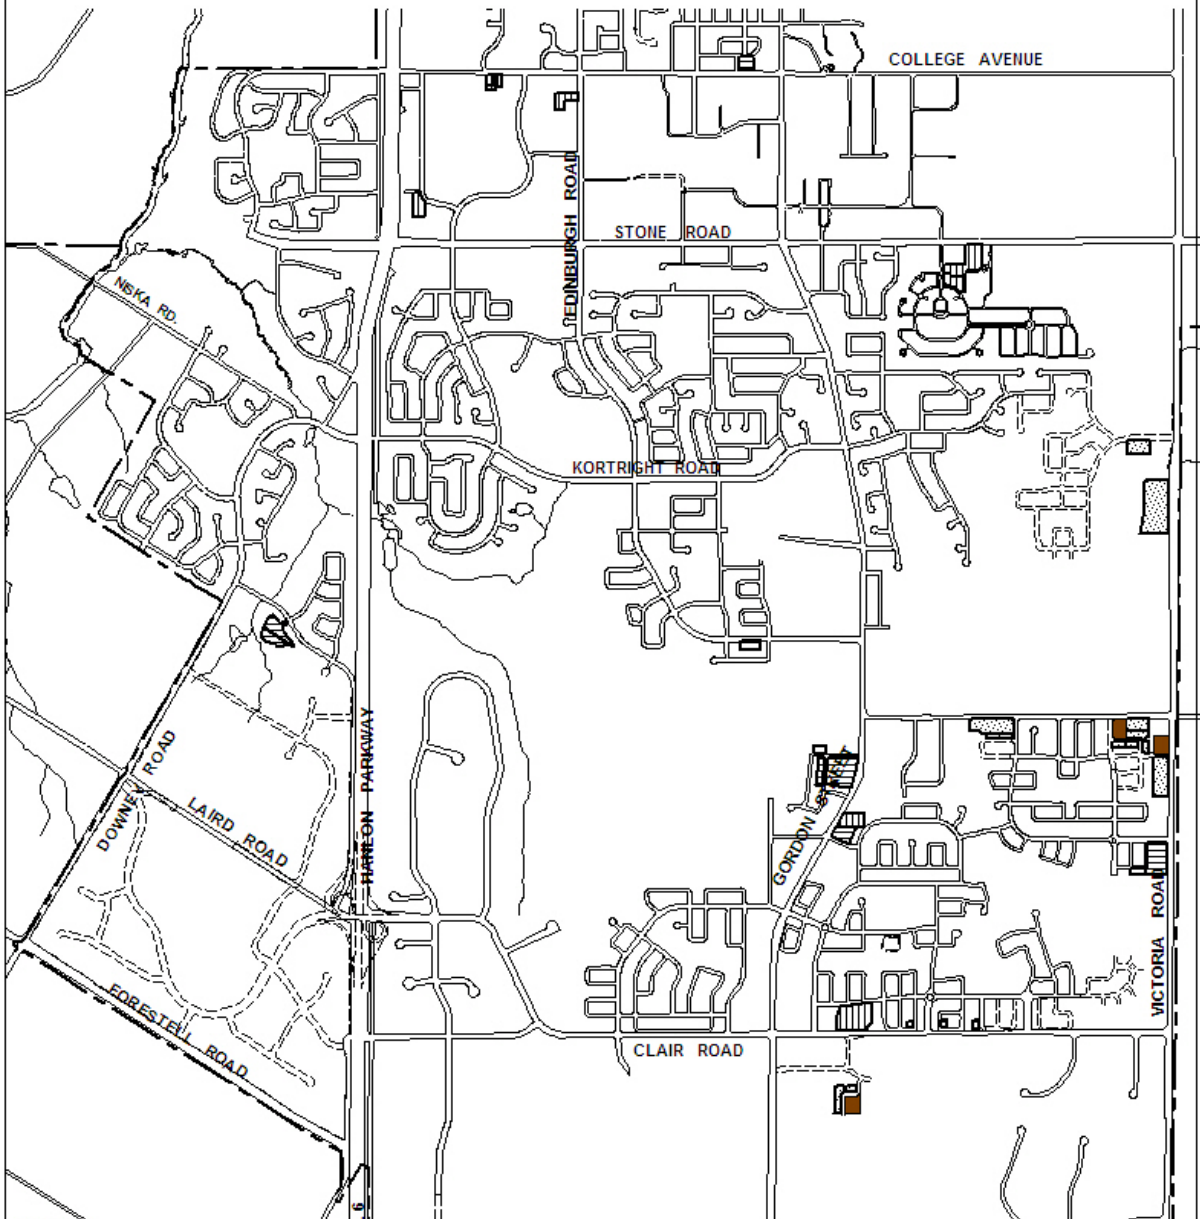 COLLEGE AVENUE
EDINBURGH ROAD
STONE ROAD
NISKA RD.
KORTRIGHT ROAD
HANLON PARKWAY
DOWNEY ROAD
LAIRD ROAD
GORDON STREET
VICTORIA ROAD
FORESTELL ROAD
CLAIR ROAD
6